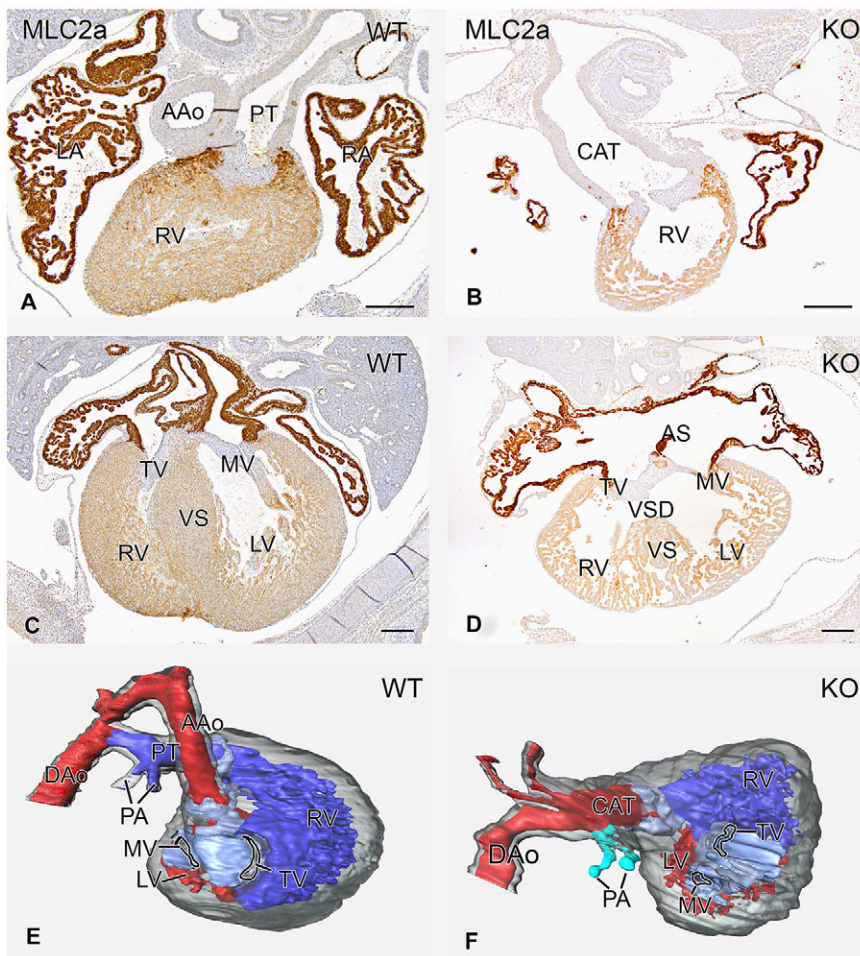 MLC2a WT
AAo PT
LA RA
RV
A
MLC2a KO
CAT
RV
B
WT
TV MV
VS
RV LV
C
KO
AS
TV MV
VSD
RV VS LV
D
WT
AAo
PT
DAo
PA
RV
MV
LV TV
E
KO
RV
CAT
TV
DAo LV
PA MV
F